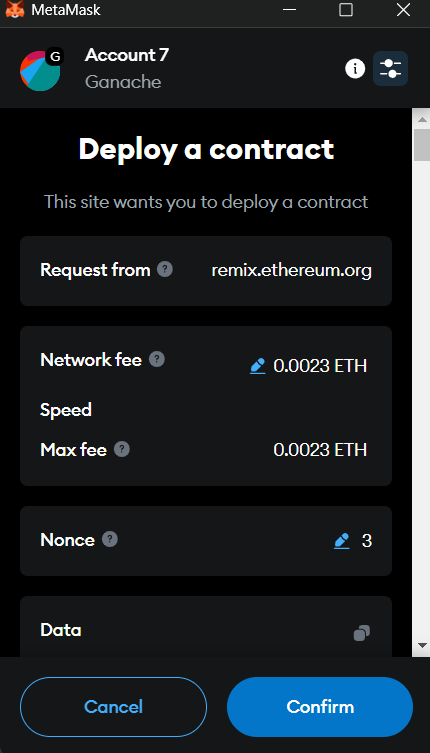 MetaMask
G
Account 7
Ganache
Deploy a contract
This site wants you to deploy a contract
Request from ? remix.ethereum.org
Network fee ? 0.0023 ETH
Speed
Max fee ? 0.0023 ETH
Nonce ? 3
Data
Cancel Confirm